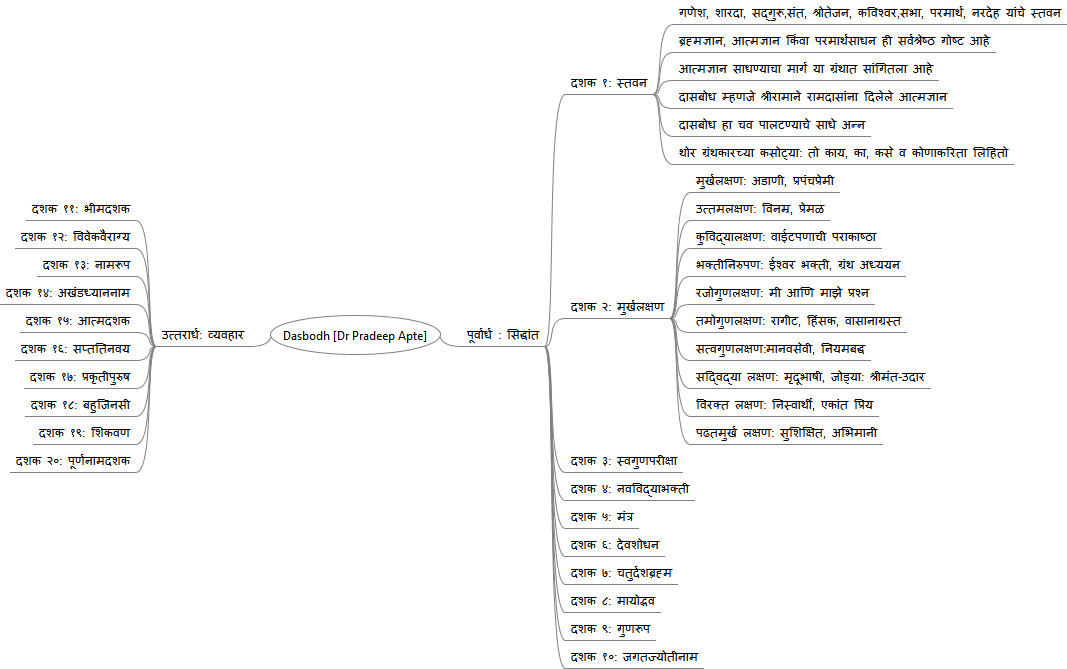 Dasbodh [Dr Pradeep Apte]
पूर्वार्ध : सिद्धांत
दशक १: स्तवन
गणेश, शारदा, सद्गुरू,संत, श्रोतेजन, कविश्वर,सभा, परमार्थ, नरदेह यांचे स्तवन
ब्रह्मज्ञान, आत्मज्ञान किंवा परमार्थसाधन ही सर्वश्रेष्ठ गोष्ट आहे
आत्मज्ञान साधण्याचा मार्ग या ग्रंथात सांगितला आहे
दासबोध म्हणजे श्रीरामाने रामदासांना दिलेले आत्मज्ञान
दासबोध हा चव पालटण्याचे साधे अन्न
थोर ग्रंथकारच्या कसोट्या: तो काय, का, कसे व कोणाकरिता लिहितो
दशक २: मुर्खलक्षण
मुर्खलक्षण: अडाणी, प्रपंचप्रेमी
उत्तमलक्षण: विनम्र, प्रेमळ
कुविद्यालक्षण: वाईटपणाची पराकाष्ठा
भक्तीनिरुपण: ईश्वर भक्ती, ग्रंथ अध्ययन
रजोगुणलक्षण: मी आणि माझे प्रश्न
तमोगुणलक्षण: रागीट, हिंसक, वासानाग्रस्त
सत्वगुणलक्षण:मानवसेवी, नियमबद्ध
सद्विद्या लक्षण: मृदूभाषी, जोड्या: श्रीमंत-उदार
विरक्त लक्षण: निस्वार्थी, एकांत प्रिय
पढतमुर्ख लक्षण: सुशिक्षित, अभिमानी
दशक ३: स्वगुणपरीक्षा
दशक ४: नवविद्याभक्ती
दशक ५: मंत्र
दशक ६: देवशोधन
दशक ७: चतुर्दशब्रह्म
दशक ८: मायोद्भव
दशक ९: गुणरूप
दशक १०: जगतज्योतीनाम
उत्तरार्ध: व्यवहार
दशक ११: भीमदशक
दशक १२: विवेकवैराग्य
दशक १३: नामरूप
दशक १४: अखंडध्याननाम
दशक १५: आत्मदशक
दशक १६: सप्ततिनवय
दशक १७: प्रकृतीपुरुष
दशक १८: बहुजिनसी
दशक १९: शिकवण
दशक २०: पूर्णनामदशक